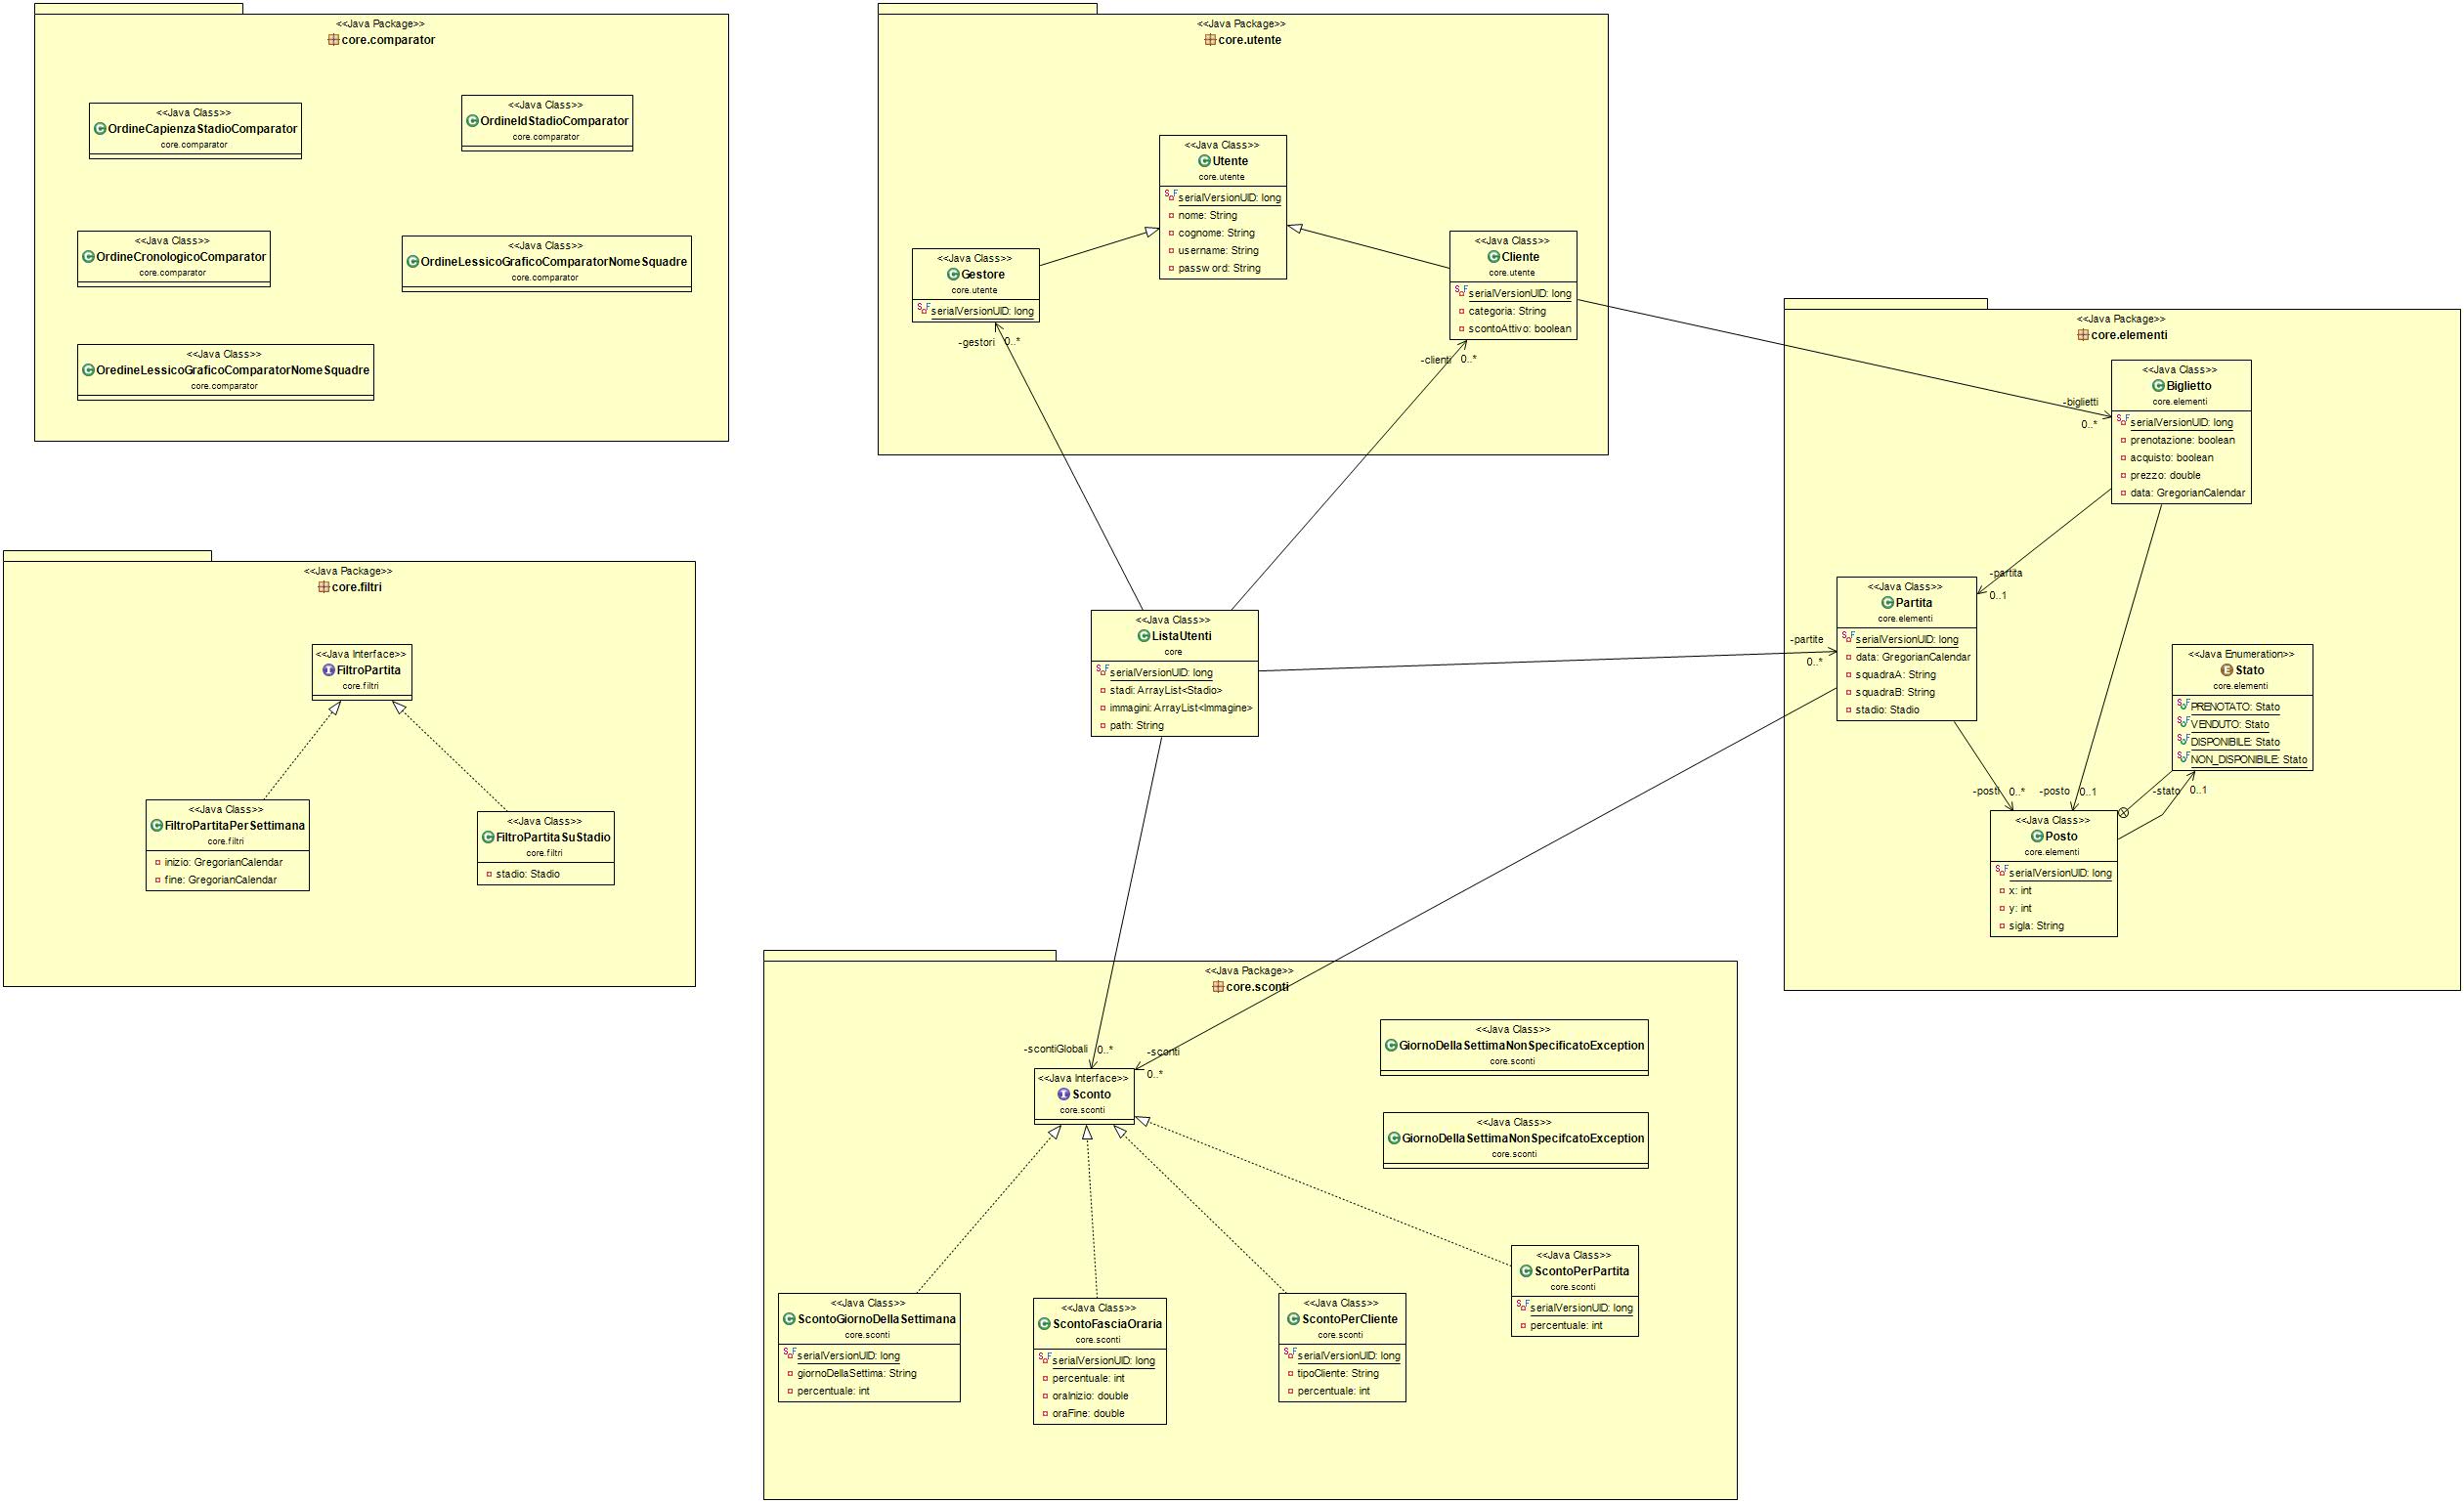 <<Java Package>>
core.comparator
<<Java Class>>
OrdineCapienzaStadioComparator
core.comparator
<<Java Class>>
OrdineIdStadioComparator
core.comparator
<<Java Class>>
OrdineCronologicoComparator
core.comparator
<<Java Class>>
OrdineLessicoGraficoComparatorNomeSquadre
core.comparator
<<Java Class>>
OredineLessicoGraficoComparatorNomeSquadre
core.comparator
<<Java Package>>
core.utente
<<Java Class>>
Utente
core.utente
serialVersionUID: long
nome: String
cognome: String
username: String
password: String
<<Java Class>>
Gestore
core.utente
serialVersionUID: long
<<Java Class>>
Cliente
core.utente
serialVersionUID: long
categoria: String
scontoAttivo: boolean
-gestori 0..*
-clienti 0..*
<<Java Package>>
core.elementi
<<Java Class>>
Biglietto
core.elementi
serialVersionUID: long
prenotazione: boolean
acquisto: boolean
prezzo: double
data: GregorianCalendar
-biglietti
0..*
-partita
0..1
<<Java Class>>
Partita
core.elementi
serialVersionUID: long
data: GregorianCalendar
squadraA: String
squadraB: String
stadio: Stadio
-partite
0..*
<<Java Enumeration>>
Stato
core.elementi
PRENOTATO: Stato
VENDUTO: Stato
DISPONIBILE: Stato
NON_DISPONIBILE: Stato
-posti 0..*
-posto 0..1
-stato 0..1
<<Java Class>>
Posto
core.elementi
serialVersionUID: long
x: int
y: int
sigla: String
<<Java Package>>
core.filtri
<<Java Interface>>
FiltroPartita
core.filtri
<<Java Class>>
FiltroPartitaPerSettimana
core.filtri
inizio: GregorianCalendar
fine: GregorianCalendar
<<Java Class>>
FiltroPartitaSuStadio
core.filtri
stadio: Stadio
<<Java Class>>
ListaUtenti
core
serialVersionUID: long
stadi: ArrayList<Stadio>
immagini: ArrayList<Immagine>
path: String
<<Java Package>>
core.sconti
-scontiGlobali 0..*
-sconti
0..*
<<Java Interface>>
Sconto
core.sconti
<<Java Class>>
GiornoDellaSettimaNonSpecificatoException
core.sconti
<<Java Class>>
GiornoDellaSettimaNonSpecifcatoException
core.sconti
<<Java Class>>
ScontoGiornoDellaSettimana
core.sconti
serialVersionUID: long
giornoDellaSettima: String
percentuale: int
<<Java Class>>
ScontoFasciaOraria
core.sconti
serialVersionUID: long
percentuale: int
oraInizio: double
oraFine: double
<<Java Class>>
ScontoPerCliente
core.sconti
serialVersionUID: long
tipoCliente: String
percentuale: int
<<Java Class>>
ScontoPerPartita
core.sconti
serialVersionUID: long
percentuale: int